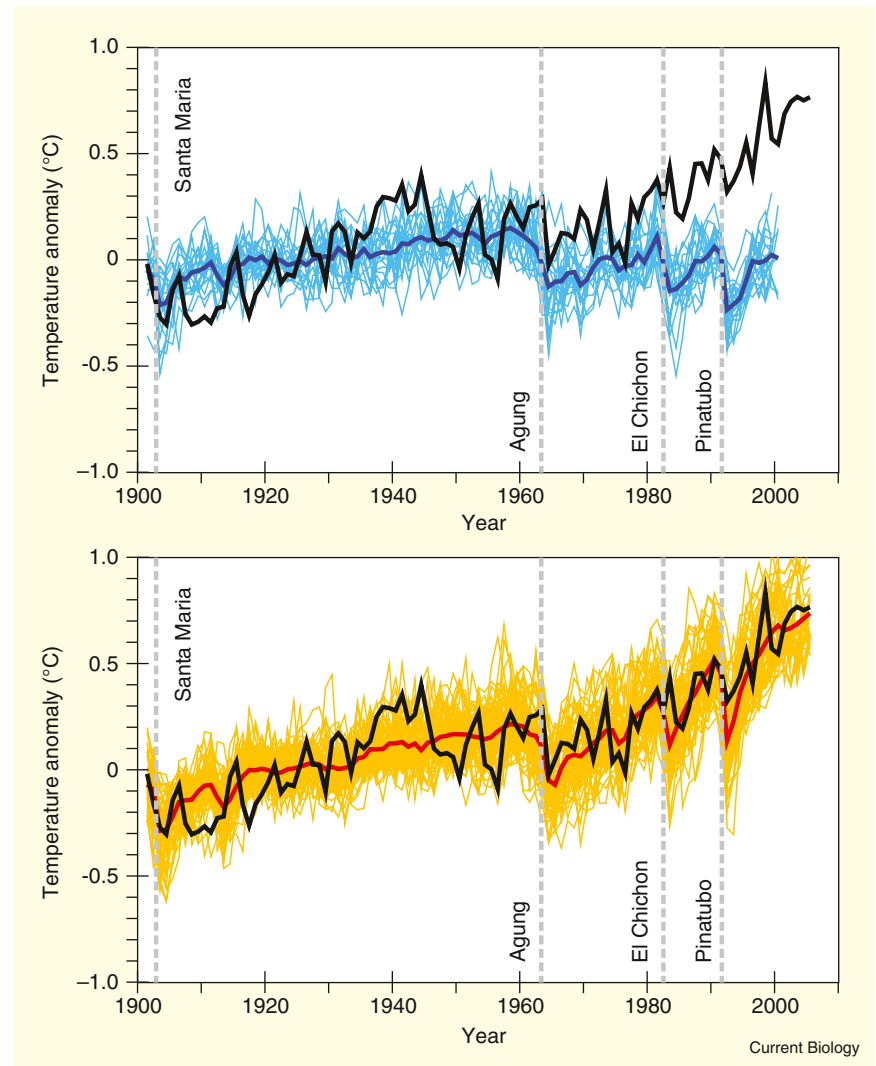 1.0
0.5
0
-0.5
–1.0
Temperature anomaly (°C)
Santa Maria
Agung
El Chichon
Pinatubo
1900 1920 1940 1960 1980 2000
Year
1.0
0.5
0
-0.5
–1.0
Temperature anomaly (°C)
Santa Maria
Agung
El Chichon
Pinatubo
1900 1920 1940 1960 1980 2000
Year
Current Biology